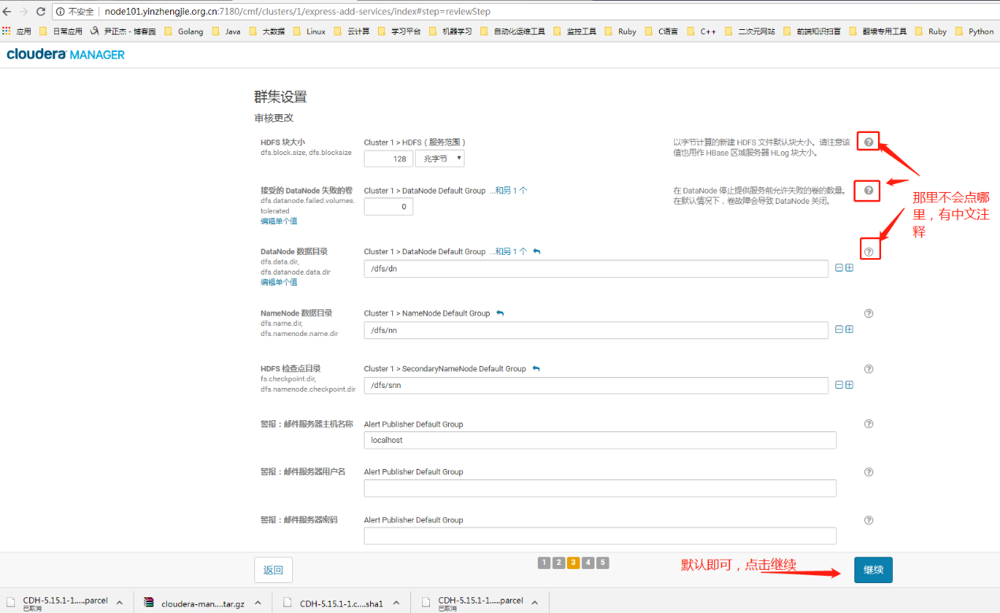 不安全 | node101.yinzhengjie.org.cn:7180/cmf/clusters/1/express-add-services/index#step=reviewStep
应用 日常应用 尹正杰 - 博客园 Golang Java 大数据 Linux 云计算 学习平台 机器学习 自动化运维工具 监控工具 Ruby C语言 C++ 二次元网站 前端知识扫盲 翻墙专用工具 Ruby Python
cloudera MANAGER
群集设置
审核更改
HDFS 块大小 Cluster 1 > HDFS ( 服务范围 ) 以字节计算的新建 HDFS 文件默认块大小。请注意该
dfs.block.size, dfs.blocksize 128 兆字节 值也用作 HBase 区域服务器 HLog 块大小。
接受的 DataNode 失败的卷 Cluster 1 > DataNode Default Group ...和另 1 个 在 DataNode 停止提供服务前允许失败的卷的数量。
dfs.datanode.failed.volumes. 0 在默认情况下，卷故障会导致 DataNode 关闭。
tolerated
编辑单个值
那里不会点哪
里，有中文注
释
DataNode 数据目录 Cluster 1 > DataNode Default Group ...和另 1 个
dfs.data.dir, /dfs/dn
dfs.datanode.data.dir
编辑单个值
NameNode 数据目录 Cluster 1 > NameNode Default Group
dfs.name.dir, /dfs/nn
dfs.namenode.name.dir
HDFS 检查点目录 Cluster 1 > SecondaryNameNode Default Group
fs.checkpoint.dir, /dfs/snn
dfs.namenode.checkpoint.dir
警报：邮件服务器主机名称 Alert Publisher Default Group
localhost
警报：邮件服务器用户名 Alert Publisher Default Group
警报：邮件服务器密码 Alert Publisher Default Group
返回 1 2 3 4 5 默认即可，点击继续 继续
CDH-5.15.1-1.....parcel cloudera-man....tar.gz CDH-5.15.1-1.c....sha1 CDH-5.15.1-1.....parcel
已取消 已取消